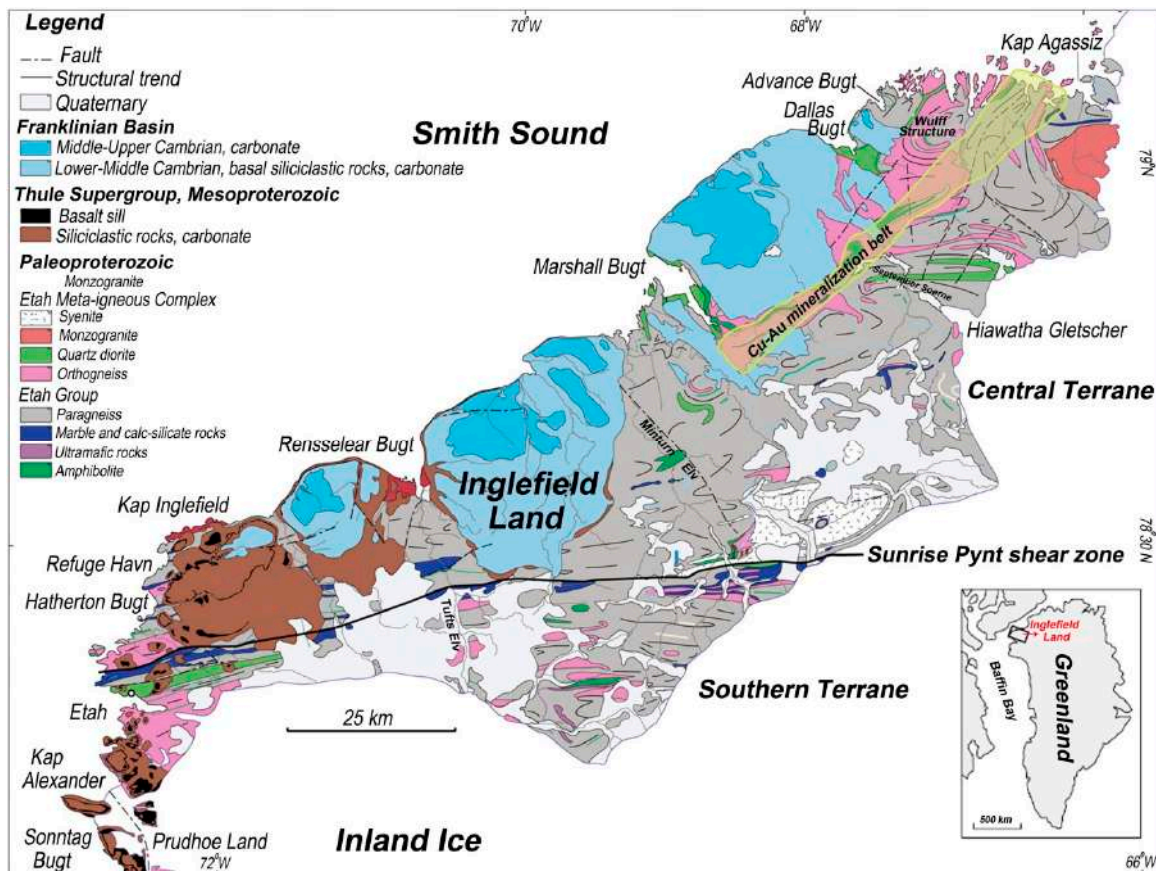 Legend
Fault
Structural trend
Quaternary
Franklinian Basin
Middle-Upper Cambrian, carbonate
Lower-Middle Cambrian, basal siliciclastic rocks, carbonate
Thule Supergroup, Mesoproterozoic
Basalt sill
Siliciclastic rocks, carbonate
Paleoproterozoic
Monzogranite
Etah Meta-igneous Complex
Syenite
Monzogranite
Quartz diorite
Orthogneiss
Etah Group
Paragneiss
Marble and calc-silicate rocks
Ultramafic rocks
Amphibolite
70°W
68°W
Kap Agassiz
Advance Bugt
Dallas
Bugt
Wulff
Structure
Smith Sound
79°N
Marshall Bugt
Cu-Au mineralization belt
September Soerne
Hiawatha Gletscher
Central Terrane
Minturn Elv
Rensselear Bugt
Inglefield
Land
Kap Inglefield
78°30'N
Refuge Havn
Sunrise Pynt shear zone
Hatherton Bugt
Tufts Elv
Southern Terrane
Etah
25 km
Kap
Alexander
Sonntag
Bugt
Prudhoe Land
72°W
Inland Ice
66°W
Inglefield
Land
Baffin Bay
Greenland
500 km